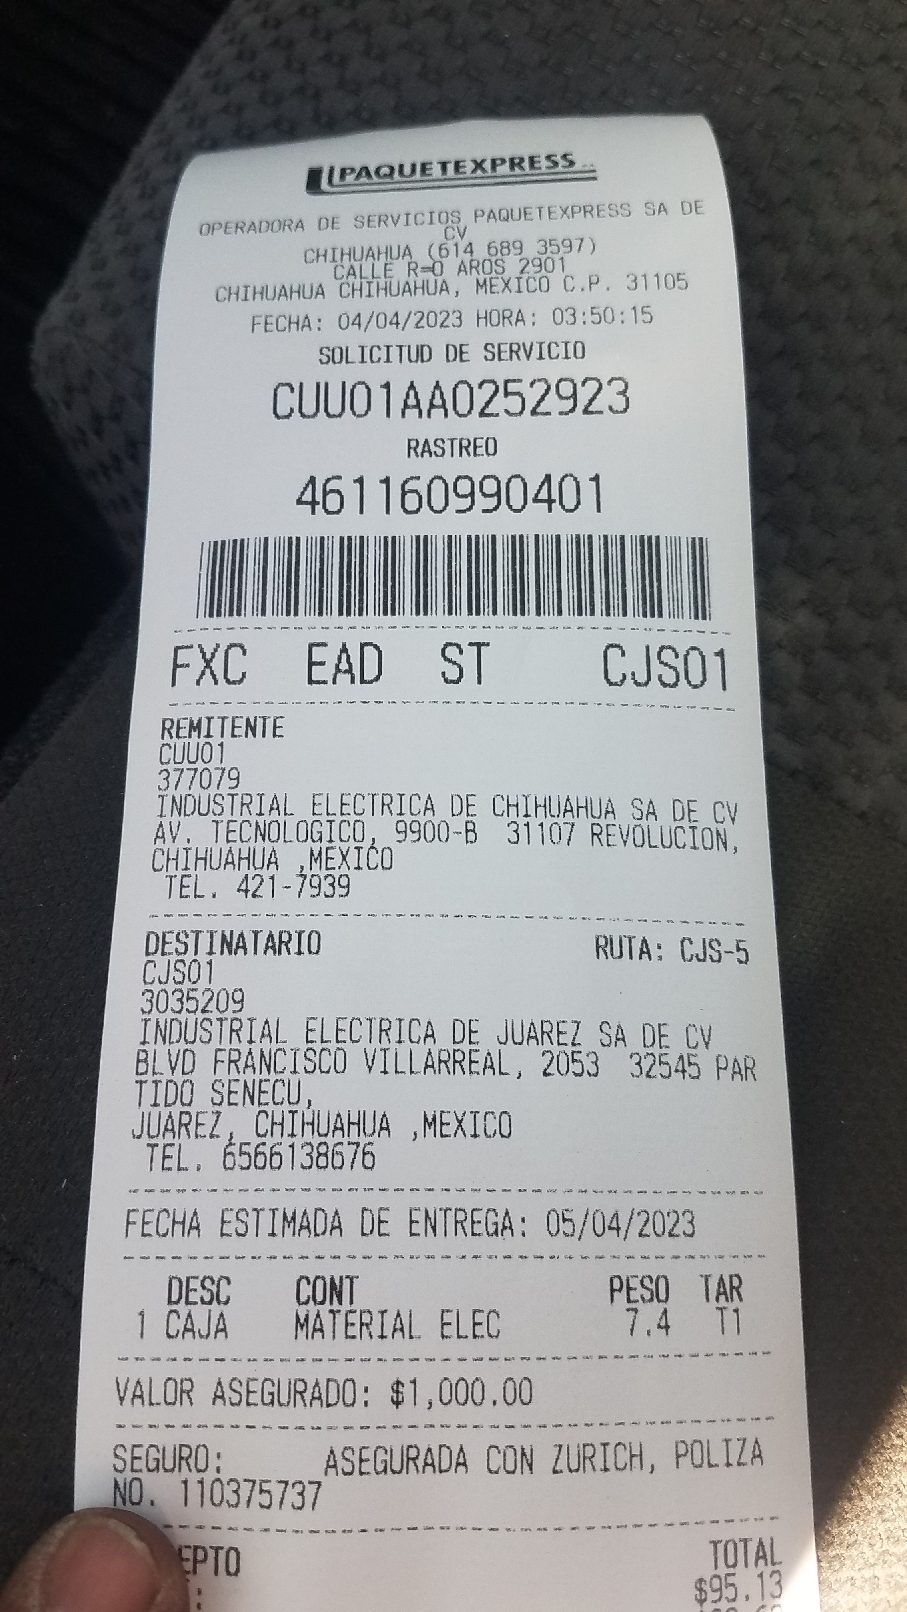 PAQUETEXPRESS
OPERADORA DE SERVICIOS PAQUETEXPRESS SA DE
CV
CHIHUAHUA (614 689 3597)
CALLE R=O AROS 2901
CHIHUAHUA CHIHUAHUA, MEXICO C.P. 31105
FECHA: 04/04/2023 HORA: 03:50:15
SOLICITUD DE SERVICIO
CUU01AA0252923
RASTREO
461160990401
FXC EAD ST CJS01
REMITENTE
CUU01
377079
INDUSTRIAL ELECTRICA DE CHIHUAHUA SA DE CV
AV. TECNOLOGICO, 9900-B 31107 REVOLUCION,
CHIHUAHUA ,MEXICO
TEL. 421-7939
DESTINATARIO RUTA: CJS-5
CJS01
3035209
INDUSTRIAL ELECTRICA DE JUAREZ SA DE CV
BLVD FRANCISCO VILLARREAL, 2053 32545 PAR
TIDO SENECU,
JUAREZ, CHIHUAHUA ,MEXICO
TEL. 6566138676
FECHA ESTIMADA DE ENTREGA: 05/04/2023
DESC CONT PESO TAR
1 CAJA MATERIAL ELEC 7.4 T1
VALOR ASEGURADO: $1,000.00
SEGURO: ASEGURADA CON ZURICH, POLIZA
NO. 110375737
EPTO TOTAL
: $95.13